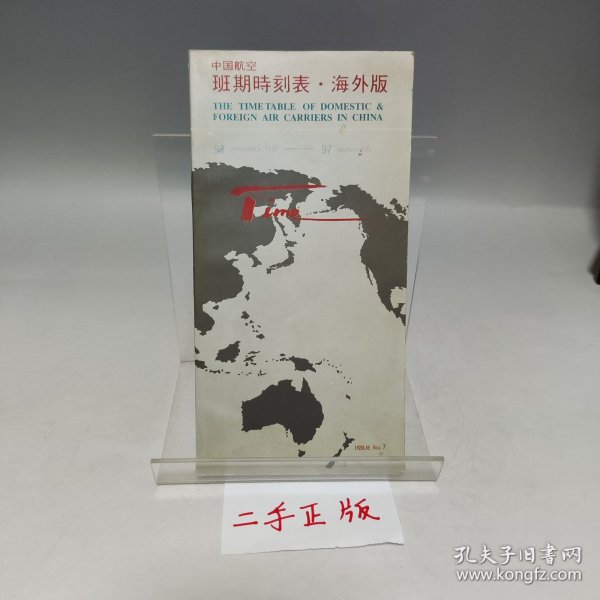 中国航空
班期時刻表·海外版
THE TIMETABLE OF DOMESTIC &
FOREIGN AIR CARRIERS IN CHINA
97
Time
ISSUE No.7
二手正版
孔夫子旧书网
www.kongfz.com